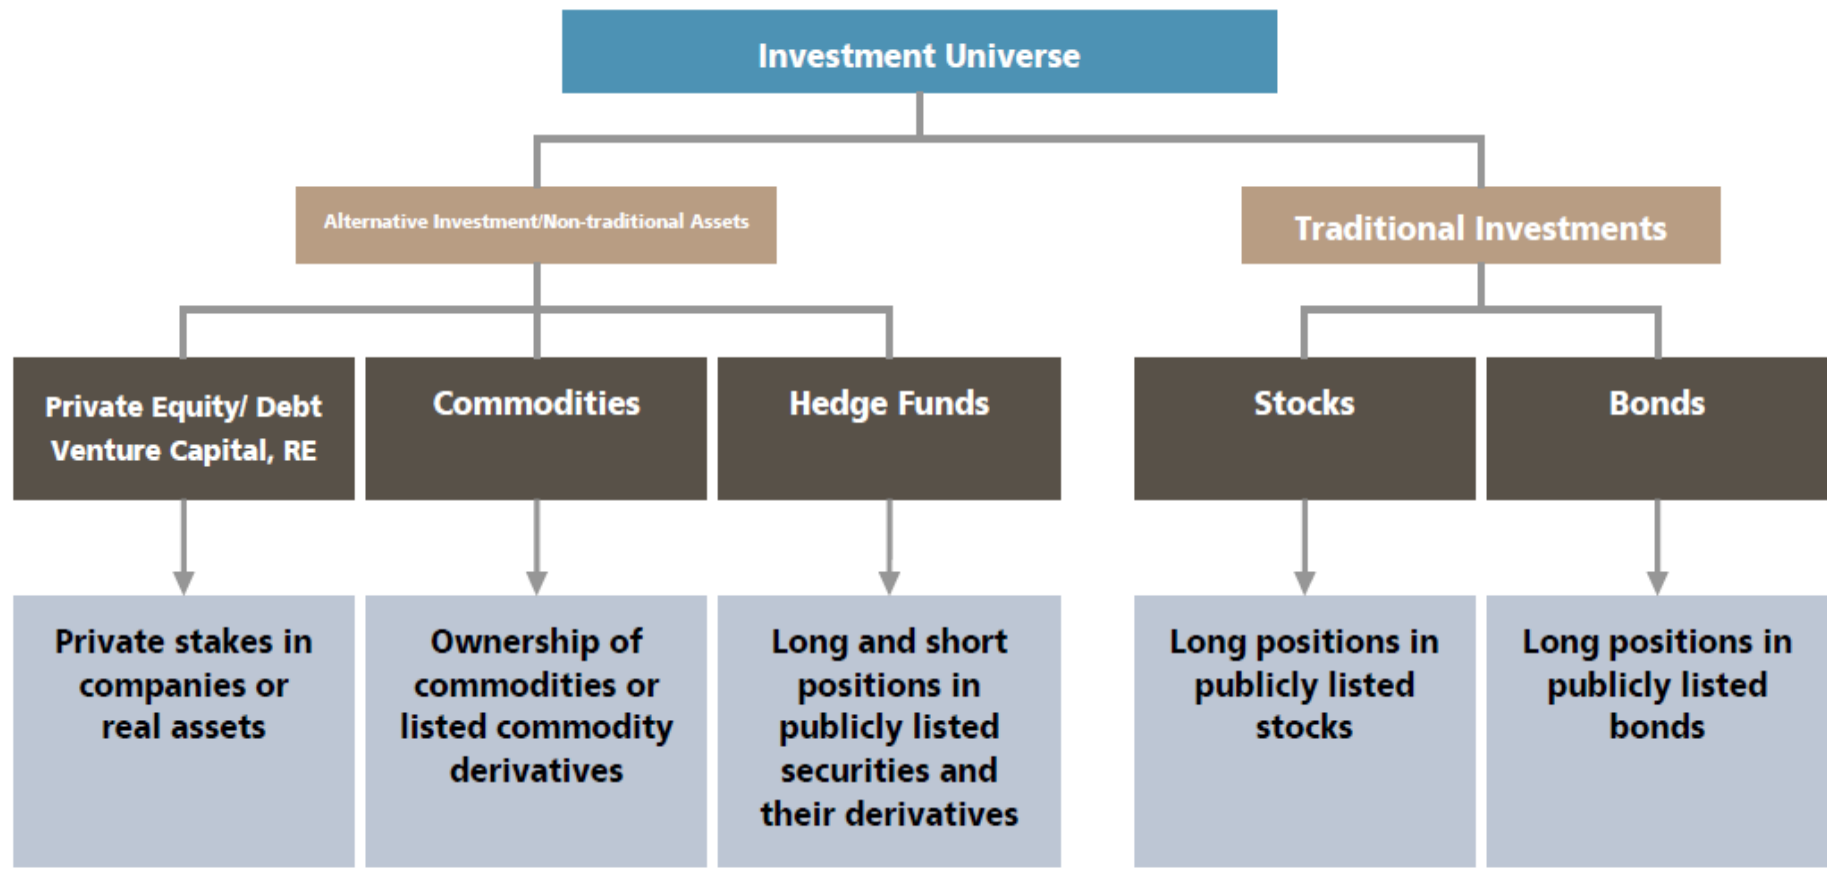 Investment Universe
Alternative Investment/Non-traditional Assets
Traditional Investments
Private Equity/ Debt
Venture Capital, RE
Commodities
Hedge Funds
Stocks
Bonds
Private stakes in
companies or
real assets
Ownership of
commodities or
listed commodity
derivatives
Long and short
positions in
publicly listed
securities and
their derivatives
Long positions in
publicly listed
stocks
Long positions in
publicly listed
bonds